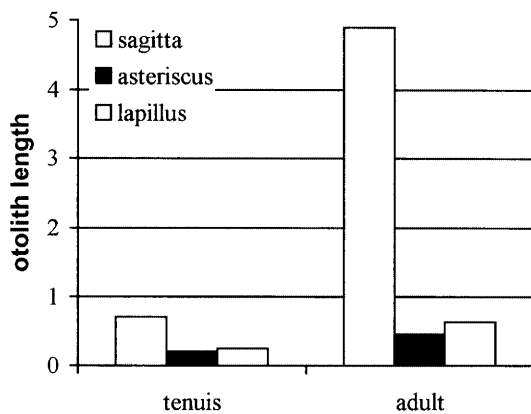 5
sagitta
asteriscus
lapillus
4
3
2
1
0
otolith length
tenuis adult